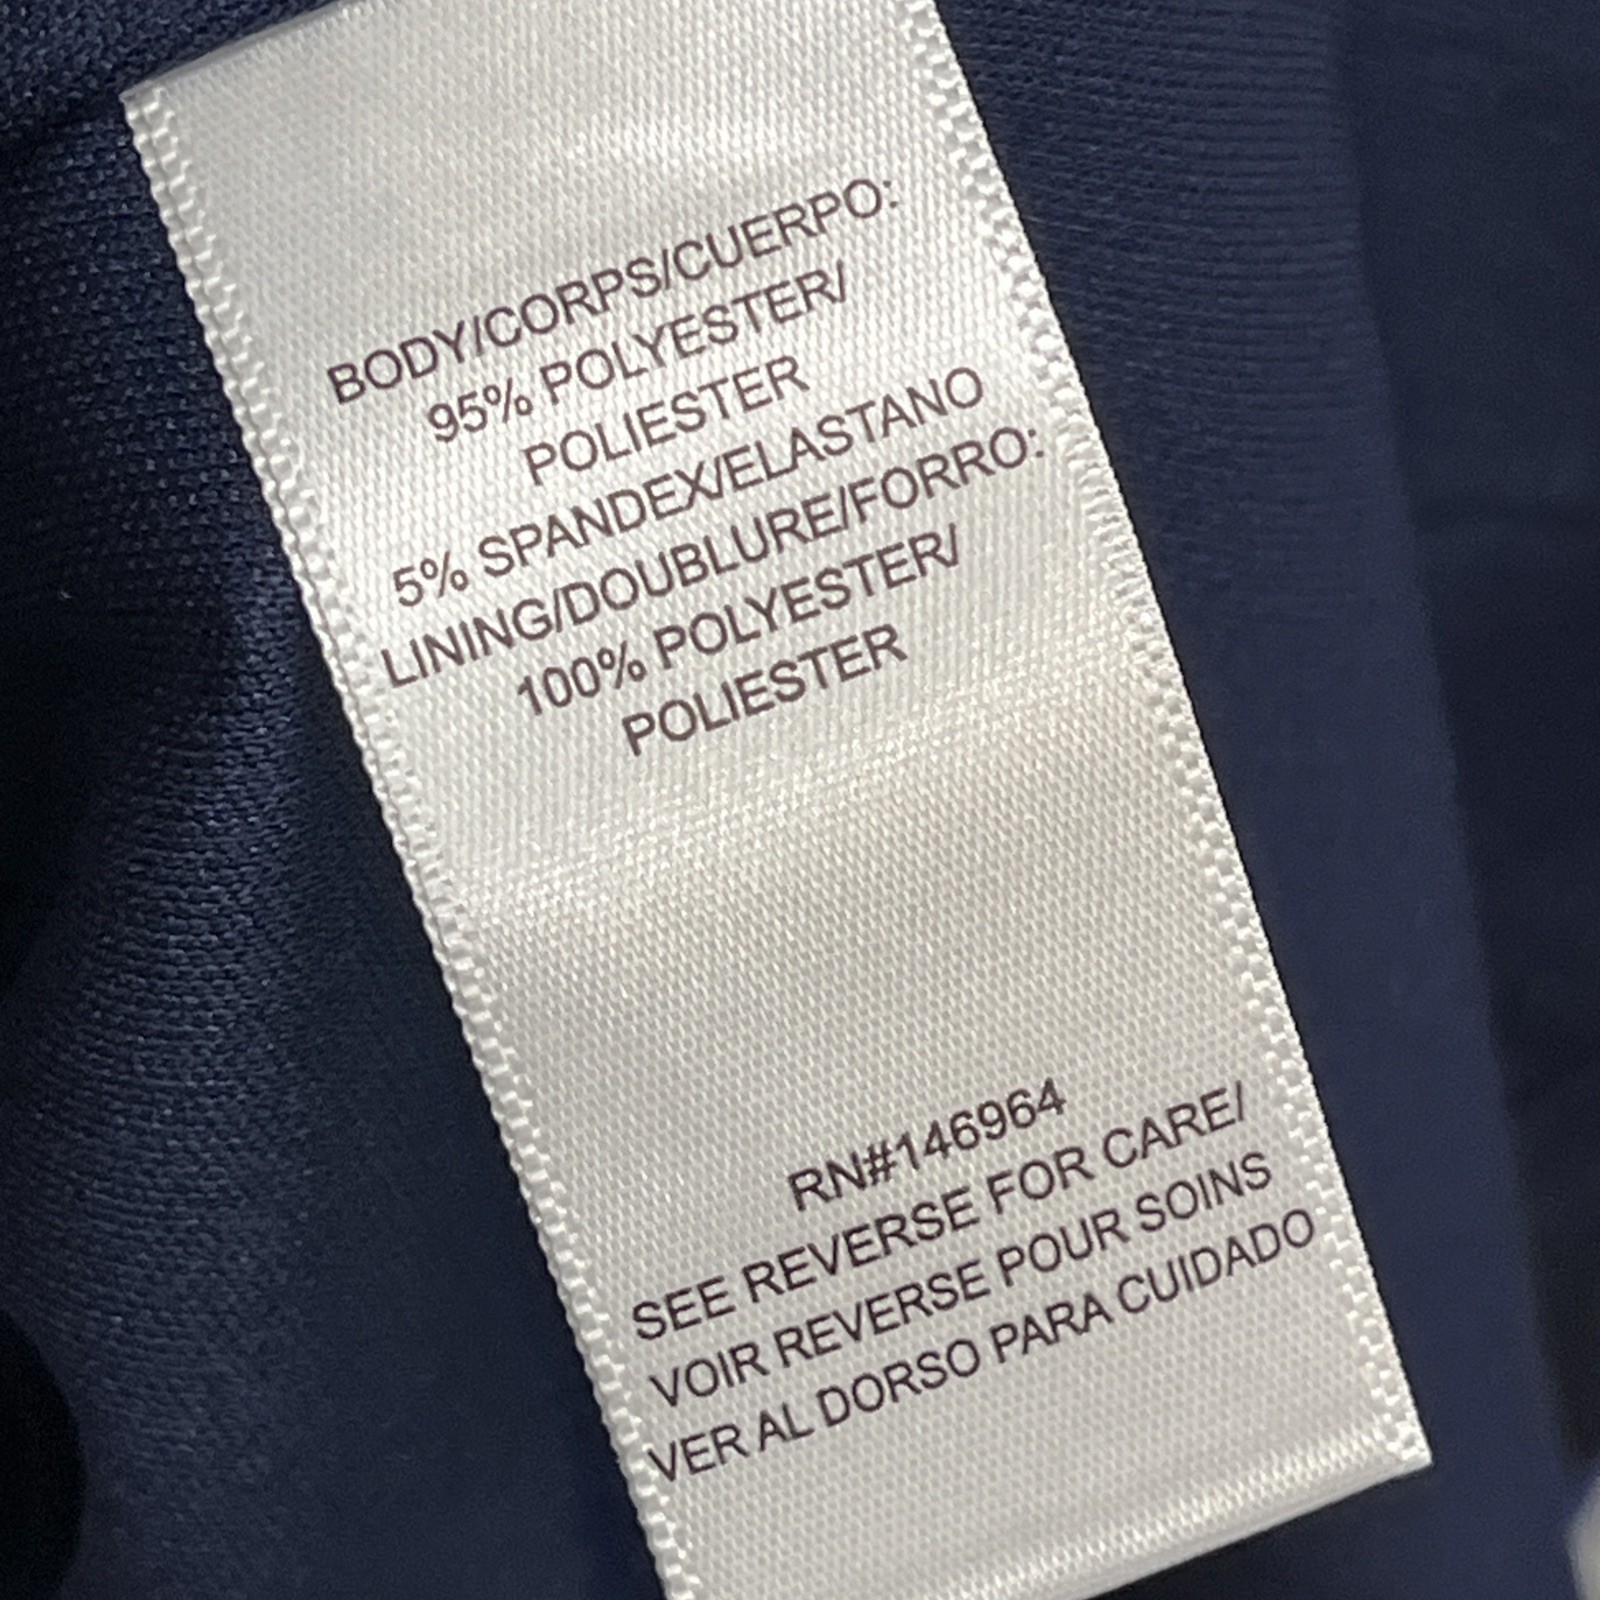 BODY/CORPS/CUERPO:
95% POLYESTER/
POLIESTER
5% SPANDEX/ELASTANO
LINING/DOUBLURE/FORRO:
100% POLYESTER/
POLIESTER
RN#146964
SEE REVERSE FOR CARE/
VOIR REVERSE POUR SOINS
VER AL DORSO PARA CUIDADO